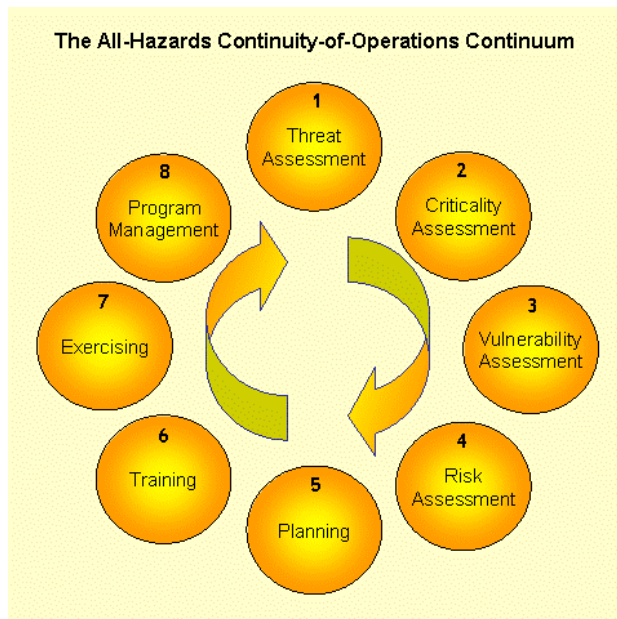 The All-Hazards Continuity-of-Operations Continuum
1
Threat
Assessment
2
Criticality
Assessment
3
Vulnerability
Assessment
4
Risk
Assessment
5
Planning
6
Training
7
Exercising
8
Program
Management